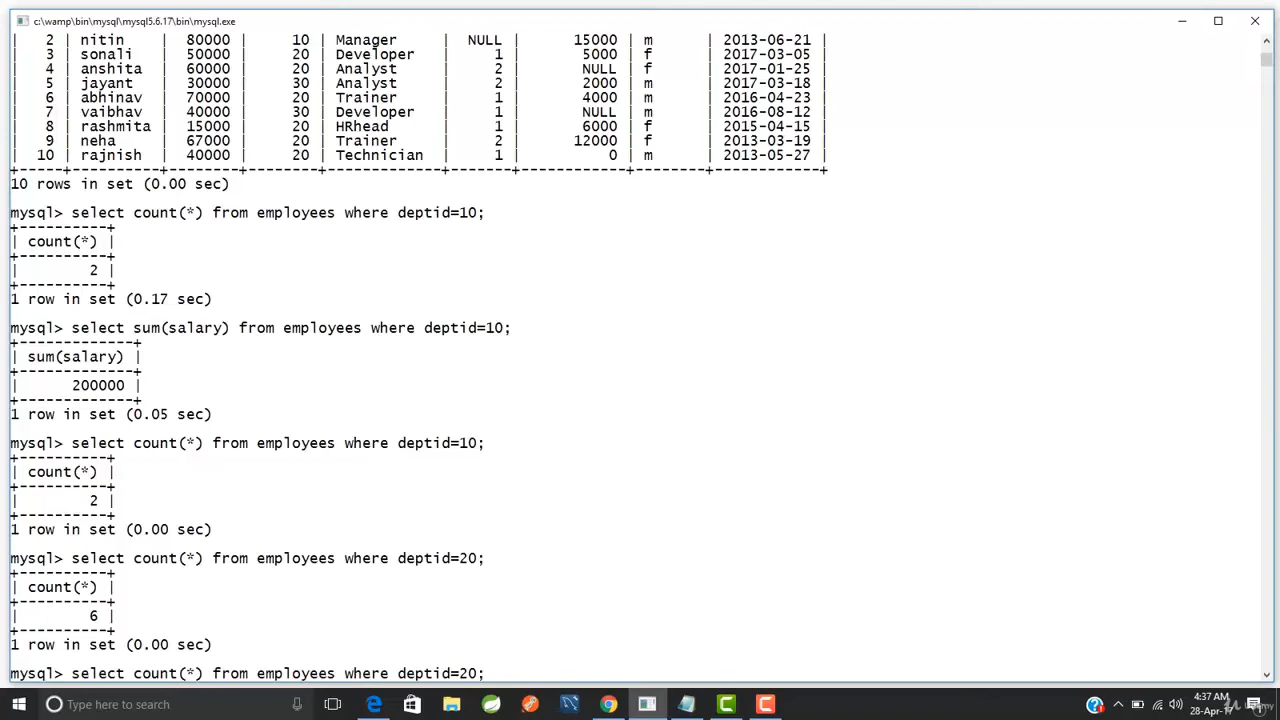 c:\wamp\bin\mysql\mysql5.6.17\bin\mysql.exe
|    2 | nitin    |  80000 |     10 | Manager     |  NULL |      15000 | m      | 2013-06-21 |
|    3 | sonali   |  50000 |     20 | Developer   |     1 |       5000 | f      | 2017-03-05 |
|    4 | anshita  |  60000 |     20 | Analyst     |     2 |       NULL | f      | 2017-01-25 |
|    5 | jayant   |  30000 |     30 | Analyst     |     2 |       2000 | m      | 2017-03-18 |
|    6 | abhinav  |  70000 |     20 | Trainer     |     1 |       4000 | m      | 2016-04-23 |
|    7 | vaibhav  |  40000 |     30 | Developer   |     1 |       NULL | m      | 2016-08-12 |
|    8 | rashmita |  15000 |     20 | HRhead      |     1 |       6000 | f      | 2015-04-15 |
|    9 | neha     |  67000 |     20 | Trainer     |     2 |      12000 | f      | 2013-03-19 |
|   10 | rajnish  |  40000 |     20 | Technician  |     1 |          0 | m      | 2013-05-27 |
+------+----------+--------+--------+-------------+-------+------------+--------+------------+
10 rows in set (0.00 sec)
mysql> select count(*) from employees where deptid=10;
+----------+
| count(*) |
+----------+
|        2 |
+----------+
1 row in set (0.17 sec)
mysql> select sum(salary) from employees where deptid=10;
+-------------+
| sum(salary) |
+-------------+
|      200000 |
+-------------+
1 row in set (0.05 sec)
mysql> select count(*) from employees where deptid=10;
+----------+
| count(*) |
+----------+
|        2 |
+----------+
1 row in set (0.00 sec)
mysql> select count(*) from employees where deptid=20;
+----------+
| count(*) |
+----------+
|        6 |
+----------+
1 row in set (0.00 sec)
mysql> select count(*) from employees where deptid=20;
Type here to search
4:37 AM
28-Apr-